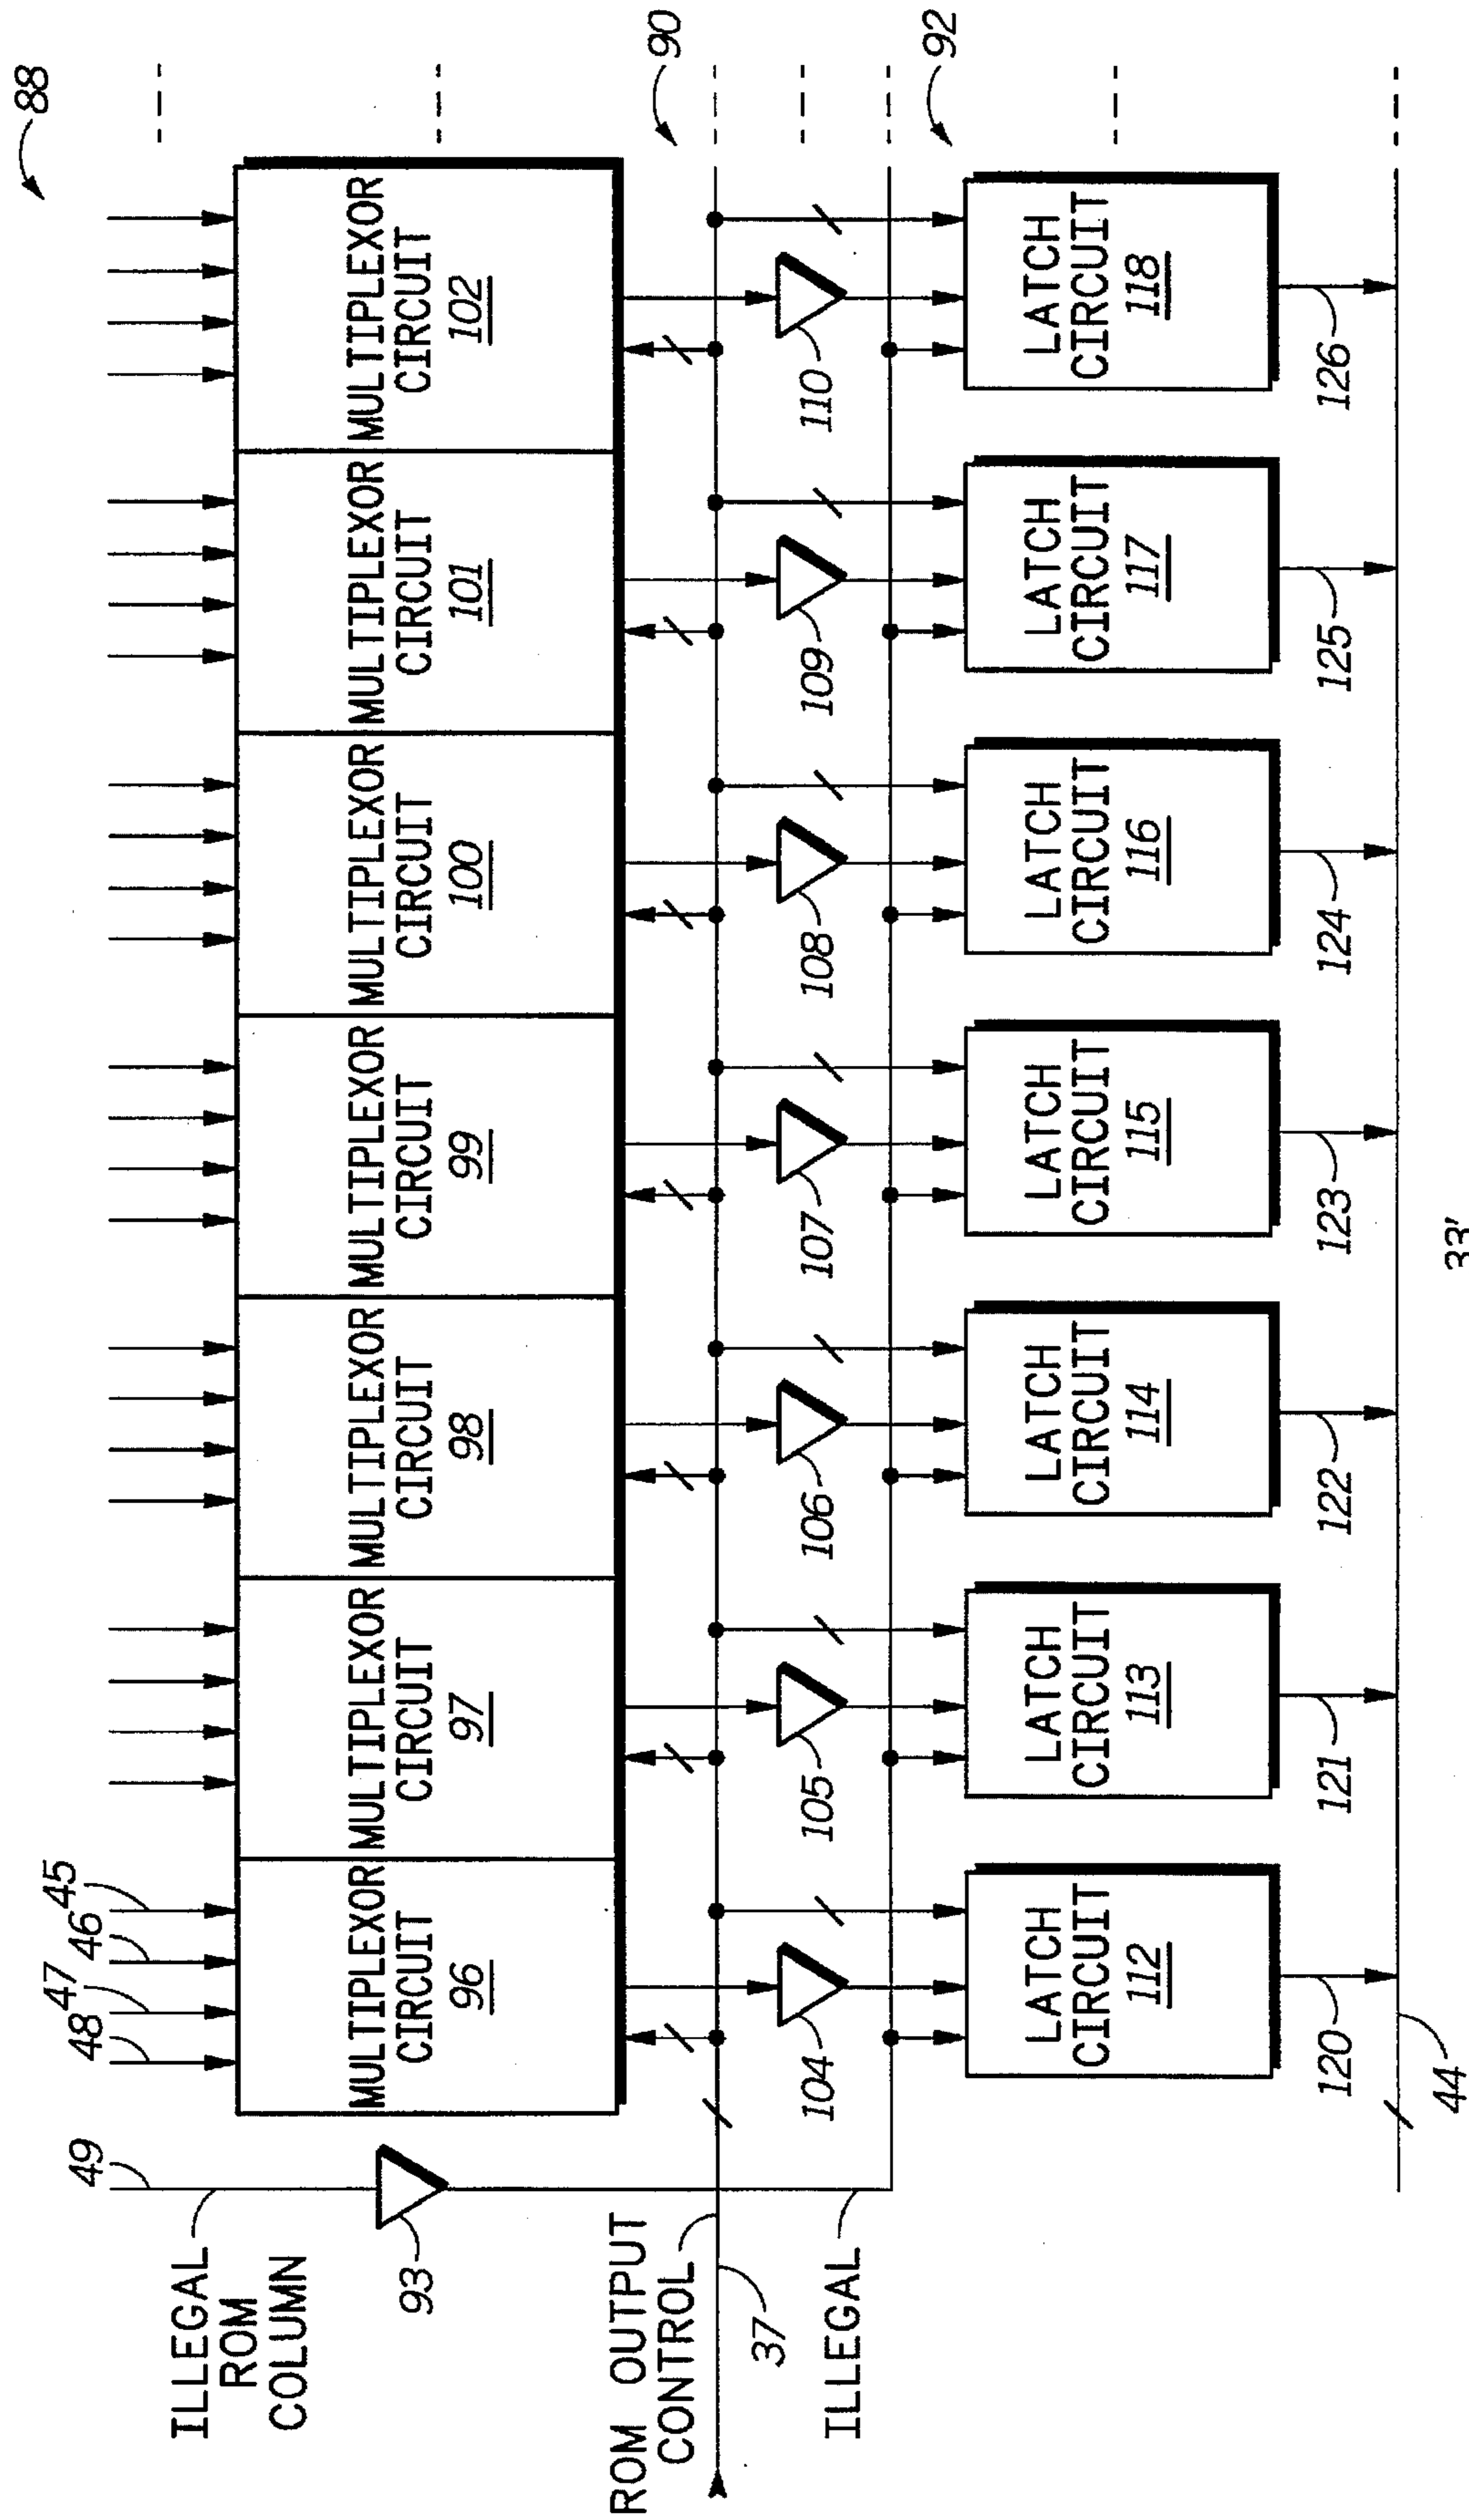 88
49
48
47
46
45
ILLEGAL
ROM
COLUMN
93
MULTIPLEXOR
CIRCUIT
96
MULTIPLEXOR
CIRCUIT
97
MULTIPLEXOR
CIRCUIT
98
MULTIPLEXOR
CIRCUIT
99
MULTIPLEXOR
CIRCUIT
100
MULTIPLEXOR
CIRCUIT
101
MULTIPLEXOR
CIRCUIT
102
90
ROM OUTPUT
CONTROL
37
104
105
106
107
108
109
110
ILLEGAL
92
LATCH
CIRCUIT
112
LATCH
CIRCUIT
113
LATCH
CIRCUIT
114
LATCH
CIRCUIT
115
LATCH
CIRCUIT
116
LATCH
CIRCUIT
117
LATCH
CIRCUIT
118
120
121
122
123
124
125
126
44
33'